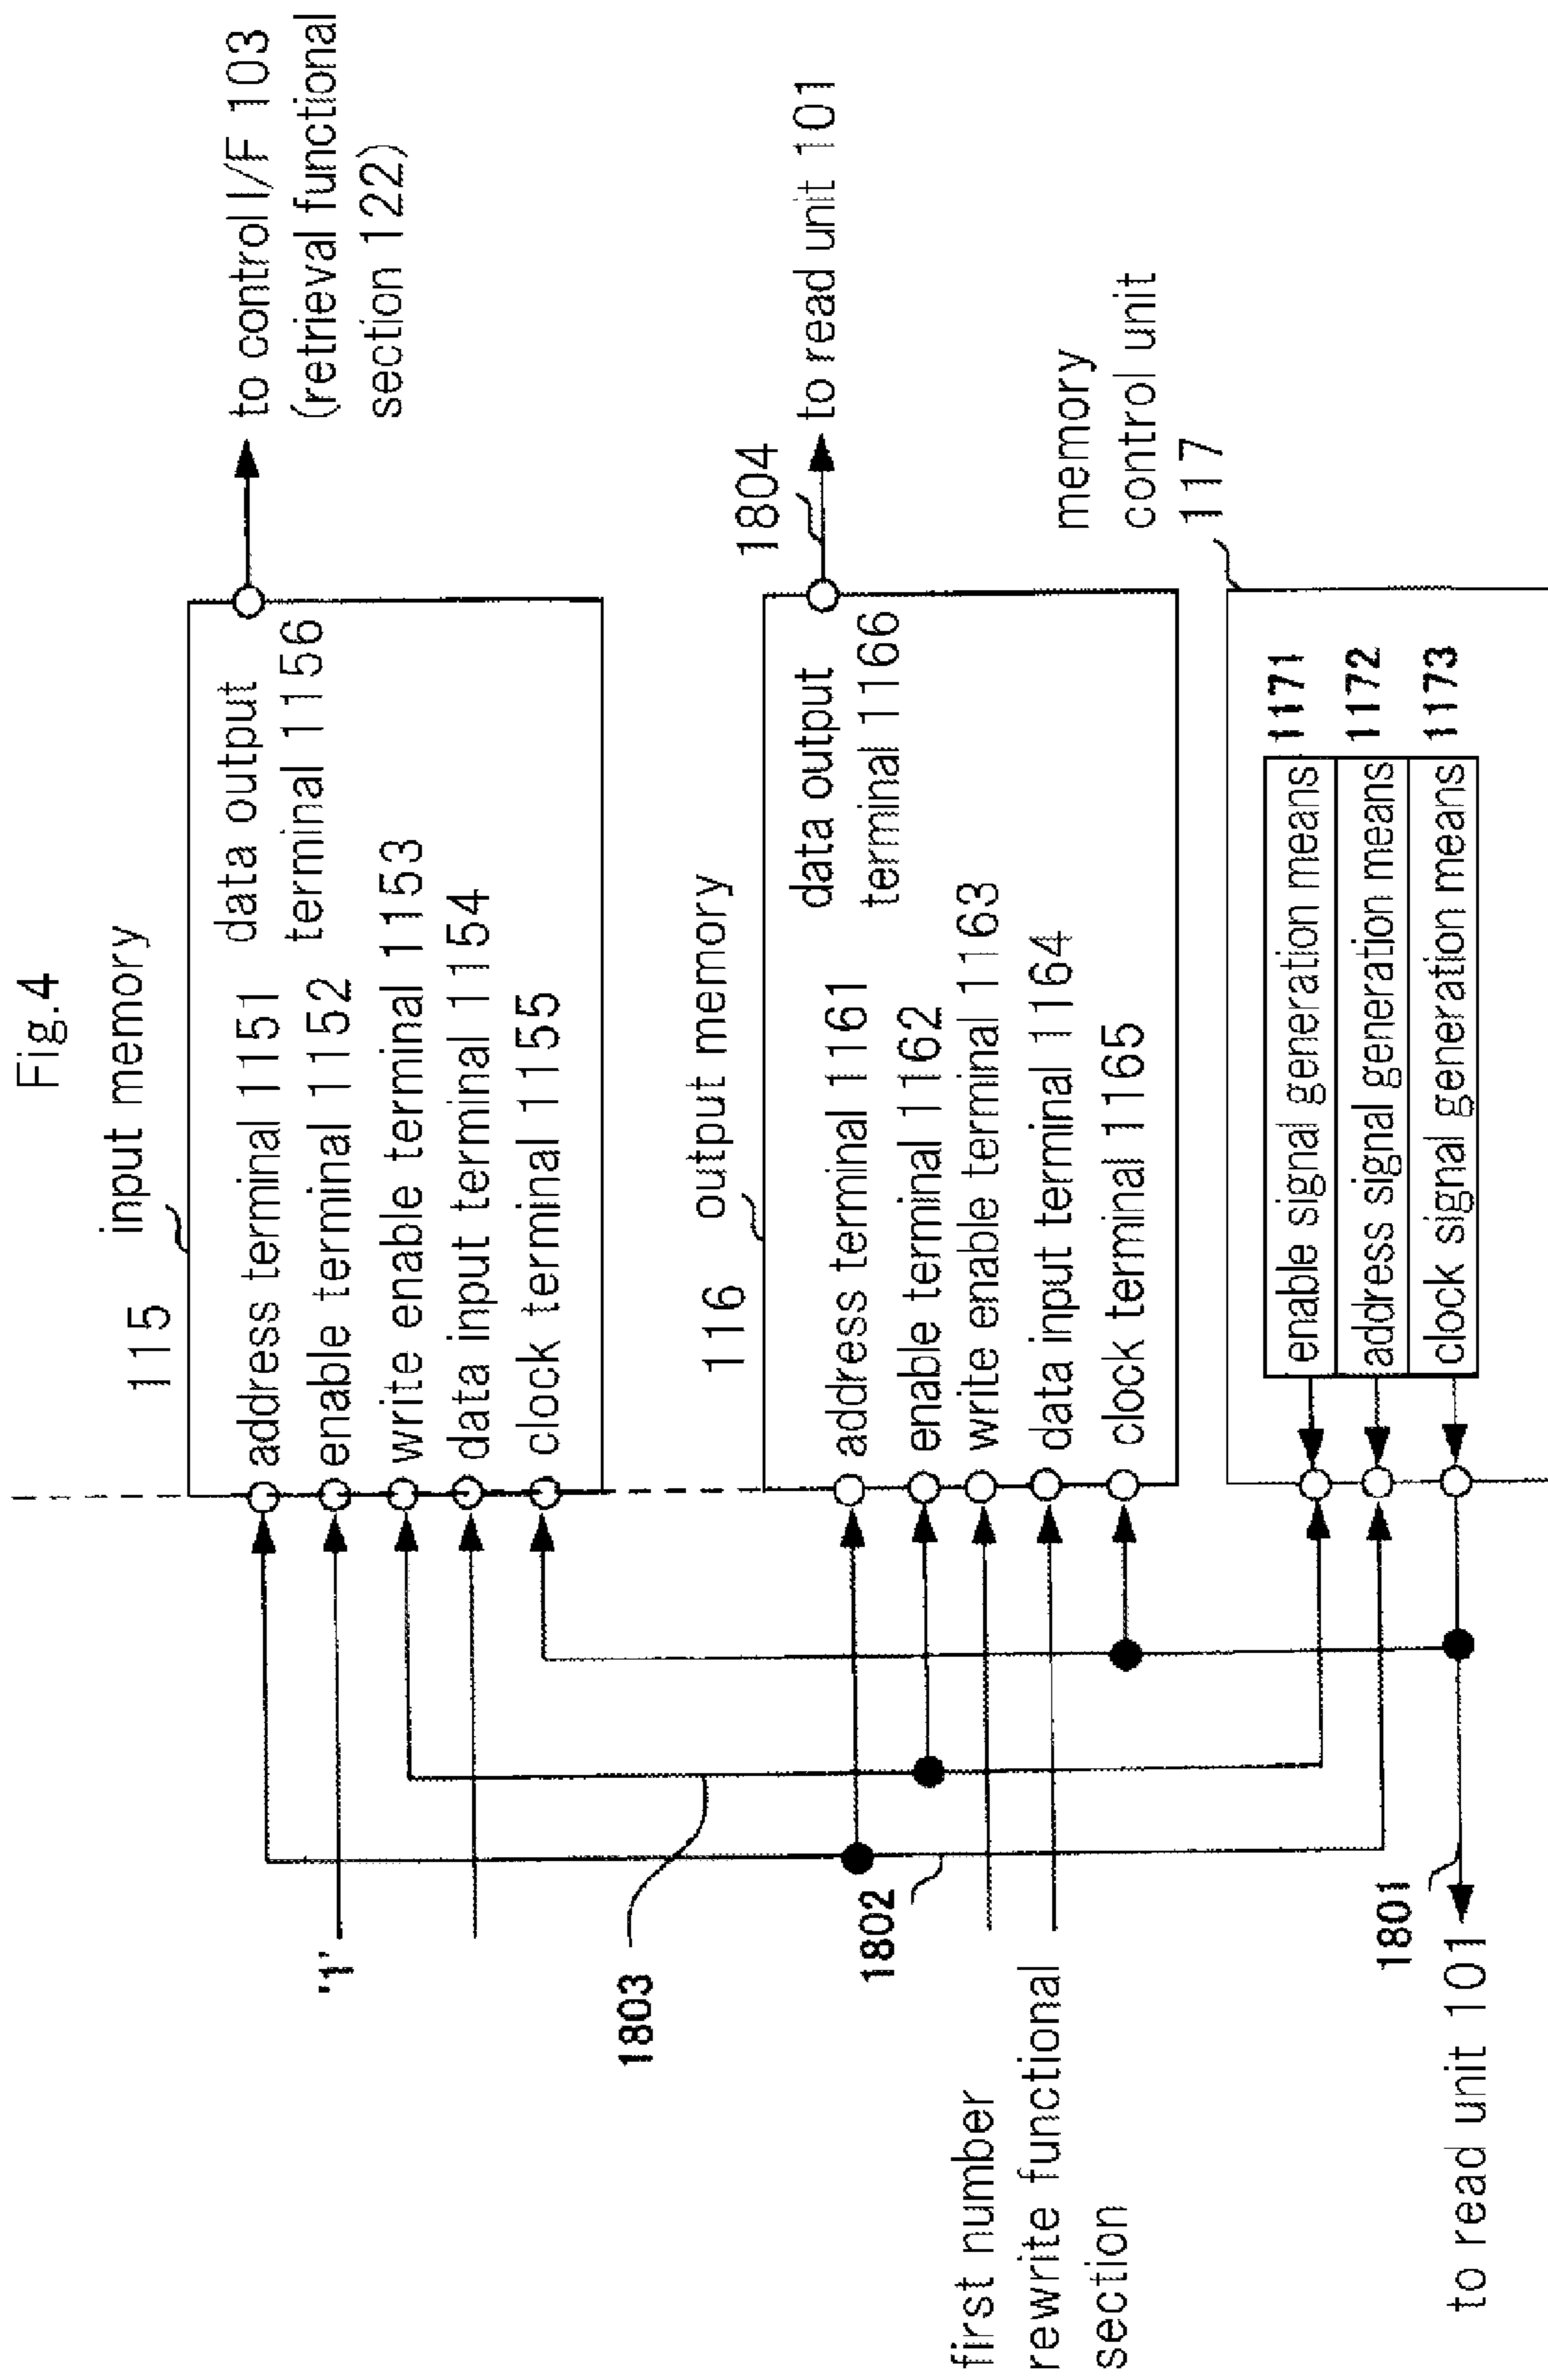 Fig.4
input memory
115
address terminal 1151
enable terminal 1152
write enable terminal 1153
data input terminal 1154
clock terminal 1155
data output
terminal 1156
to control I/F 103
(retrieval functional
section 122)
'1'
1803
output memory
116
address terminal 1161
enable terminal 1162
write enable terminal 1163
data input terminal 1164
clock terminal 1165
data output
terminal 1166
1804
to read unit 101
1802
first number
rewrite functional
section
memory
control unit
117
enable signal generation means
1171
address signal generation means
1172
clock signal generation means
1173
1801
to read unit 101